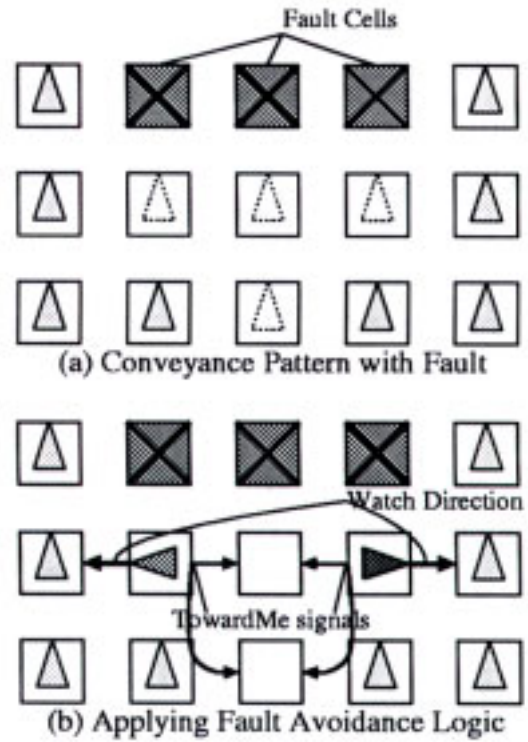 Fault Cells
(a) Conveyance Pattern with Fault
Watch Direction
TowardMe signals
(b) Applying Fault Avoidance Logic